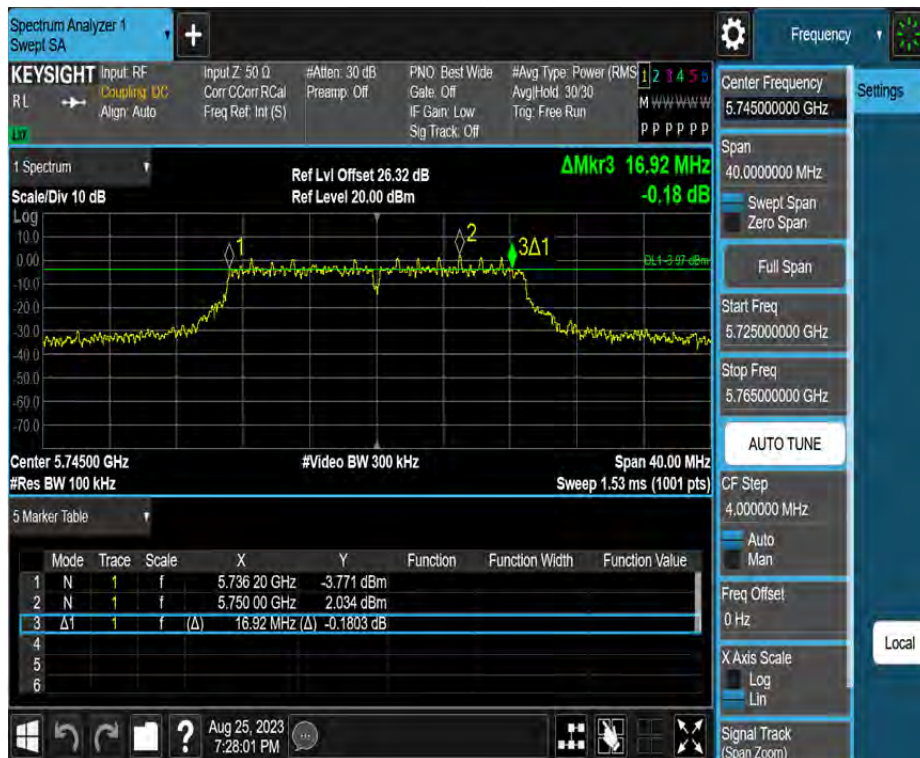 Spectrum Analyzer 1
Swept SA
+
Frequency
KEYSIGHT
Input: RF
Coupling: DC
Align: Auto
Input Z: 50 Ω
Corr CCorr RCal
Freq Ref: Int (S)
#Atten: 30 dB
Preamp: Off
PNO: Best Wide
Gate: Off
IF Gain: Low
Sig Track: Off
#Avg Type: Power (RMS
Avg|Hold: 30/30
Trig: Free Run
1 2 3 4 5 6
M W W W W W
P P P P P P
R L
LXI
Center Frequency
5.745000000 GHz
Settings
Span
40.0000000 MHz
Swept Span
Zero Span
Full Span
Start Freq
5.725000000 GHz
Stop Freq
5.765000000 GHz
AUTO TUNE
CF Step
4.000000 MHz
Auto
Man
Freq Offset
0 Hz
X Axis Scale
Log
Lin
Signal Track
(Span Zoom)
Local
1 Spectrum
Scale/Div 10 dB
Ref Lvl Offset 26.32 dB
Ref Level 20.00 dBm
ΔMkr3 16.92 MHz
-0.18 dB
Log
10.0
0.00
-10.0
-20.0
-30.0
-40.0
-50.0
-60.0
-70.0
1
2
3Δ1
DL1 -3.97 dBm
Center 5.74500 GHz
#Video BW 300 kHz
Span 40.00 MHz
#Res BW 100 kHz
Sweep 1.53 ms (1001 pts)
5 Marker Table
Mode Trace Scale X Y Function Function Width Function Value
1 N 1 f 5.736 20 GHz -3.771 dBm
2 N 1 f 5.750 00 GHz 2.034 dBm
3 Δ1 1 f (Δ) 16.92 MHz (Δ) -0.1803 dB
4
5
6
?
Aug 25, 2023
7:28:01 PM